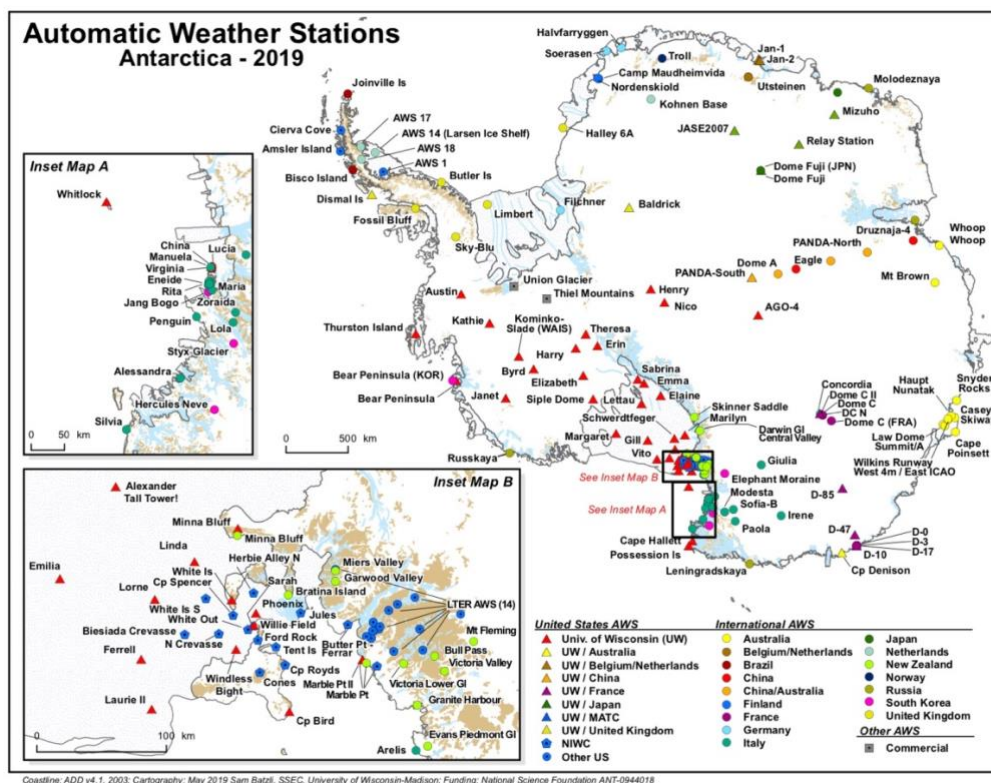 Automatic Weather Stations
Antarctica - 2019
Halvfarryggen
Soerasen
Troll
Jan-1
Jan-2
Camp Maudheimvida
Nordenskiold
Utsteinen
Molodeznaya
Kohnen Base
Mizuho
Halley 6A
JASE2007
Relay Station
Dome Fuji (JPN)
Dome Fuji
Joinville Is
Cierva Cove
AWS 17
AWS 14 (Larsen Ice Shelf)
Amsler Island
AWS 18
AWS 1
Bisco Island
Butler Is
Dismal Is
Fossil Bluff
Limbert
Filchner
Baldrick
Sky-Blu
Druznaja-4
Whoop
Whoop
PANDA-North
Dome A
Eagle
PANDA-South
Mt Brown
Union Glacier
Thiel Mountains
Henry
Nico
AGO-4
Austin
Kathie
Kominko-
Slade (WAIS)
Theresa
Erin
Harry
Thurston Island
Byrd
Elizabeth
Sabrina
Emma
Bear Peninsula (KOR)
Bear Peninsula
Janet
Siple Dome
Lettau
Elaine
Schwerdtfeger
Skinner Saddle
Marilyn
Margaret
Gill
Darwin Gl
Central Valley
Vito
Russkaya
Concordia
Dome C II
Dome C
DC N
Dome C (FRA)
Haupt
Nunatak
Snyder
Rocks
Casey
Skiway
Law Dome
Summit/A
Cape
Poinsett
Wilkins Runway
West 4m / East ICAO
Giulia
See Inset Map B
Elephant Moraine
Modesta
Sofia-B
D-85
See Inset Map A
Irene
Paola
Cape Hallett
Possession Is
D-47
D-0
D-3
D-17
D-10
Leningradskaya
Cp Denison
0 500 km
Inset Map A
Whitlock
China
Manuela
Lucia
Virginia
Eneide
Maria
Rita
Jang Bogo
Zoraida
Penguin
Lola
Styx Glacier
Alessandra
Hercules Neve
Silvia
0 50 km
Inset Map B
Alexander
Tall Tower!
Minna Bluff
Minna Bluff
Linda
Herbie Alley N
Miers Valley
Emilia
White Is
Sarah
Garwood Valley
Cp Spencer
Bratina Island
Lorne
Phoenix
LTER AWS (14)
White Is S
Jules
White Out
Willie Field
Mt Fleming
Biesiada Crevasse
Ford Rock
Butter Pt -
Bull Pass
N Crevasse
Tent Is
Ferrar
Ferrell
Victoria Valley
Cp Royds
Marble Pt II
Victoria Lower Gl
Windless
Bight
Cones
Marble Pt
Laurie II
Granite Harbour
Cp Bird
Evans Piedmont Gl
Arelis
0 100 km
United States AWS
Univ. of Wisconsin (UW)
UW / Australia
UW / Belgium/Netherlands
UW / China
UW / France
UW / Japan
UW / MATC
UW / United Kingdom
NIWC
Other US
International AWS
Australia
Belgium/Netherlands
Brazil
China
China/Australia
Finland
France
Germany
Italy
Japan
Netherlands
New Zealand
Norway
Russia
South Korea
United Kingdom
Other AWS
Commercial
Coastline: ADD v4.1, 2003; Cartography: May 2019 Sam Batzli, SSEC, University of Wisconsin-Madison; Funding: National Science Foundation ANT-0944018